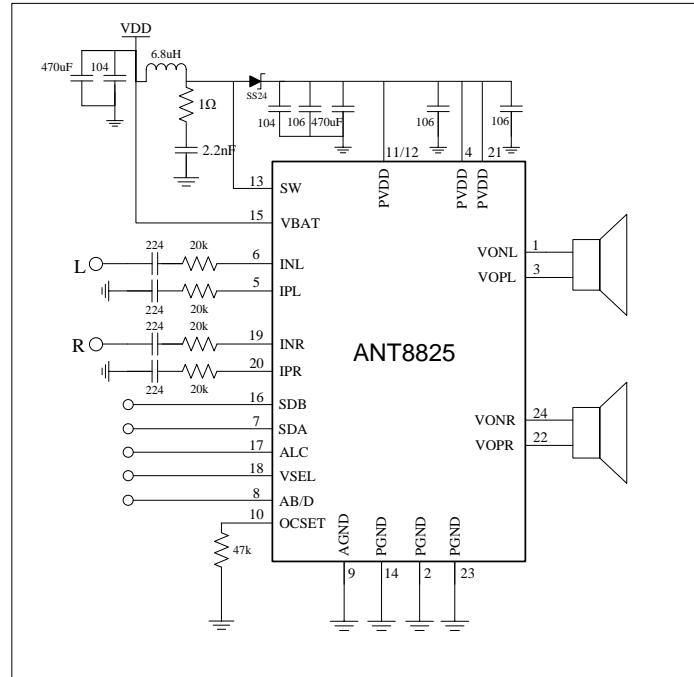 VDD
6.8uH
470uF
104
SS24
1Ω
104
106
470uF
106
106
2.2nF
11/12
4
21
13
SW
PVDD
PVDD
PVDD
15
VBAT
224
20k
6
L
INL
VONL
1
5
IPL
VOPL
3
224
20k
224
20k
19
R
INR
20
IPR
ANT8825
224
20k
16
SDB
7
SDA
VONR
24
17
ALC
VOPR
22
18
VSEL
8
AB/D
10
OCSET
47k
AGND
PGND
PGND
PGND
9
14
2
23